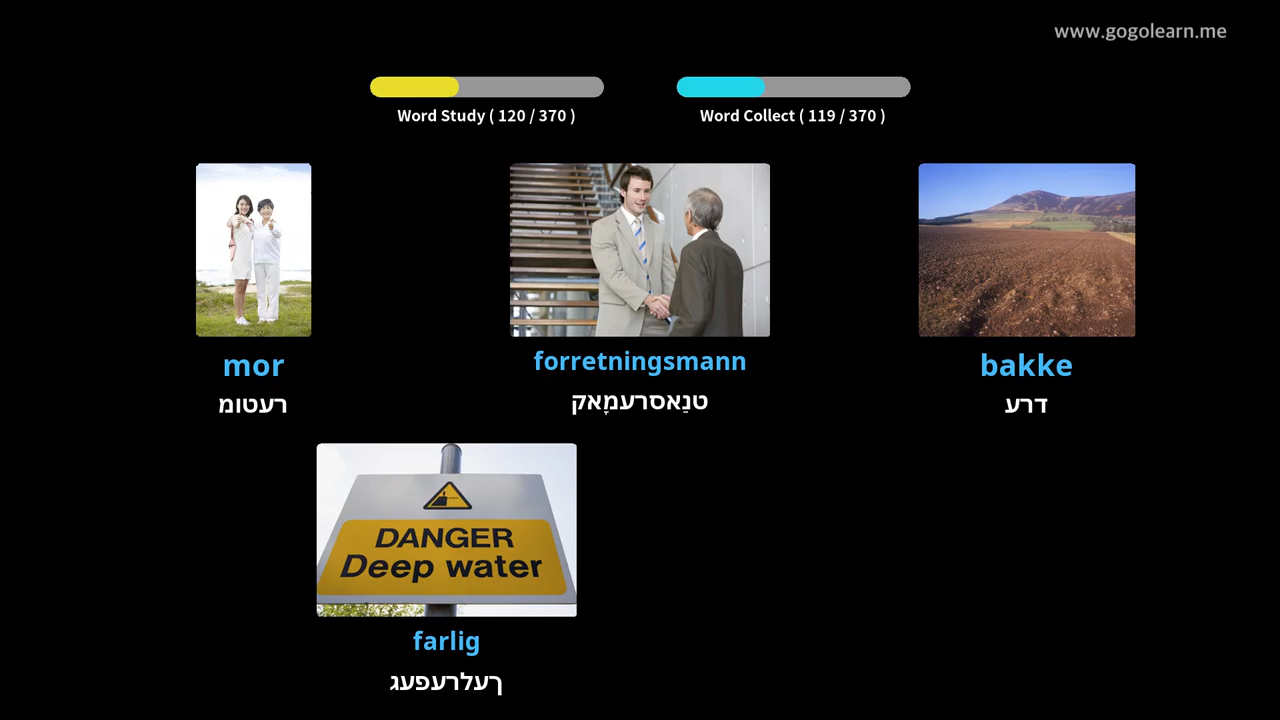 www.gogolearn.me
Word Study ( 120 / 370 )
Word Collect ( 119 / 370 )
mor
רעטומ
forretningsmann
טנַאסרעמָאק
bakke
דרע
DANGER
Deep water
farlig
ךעלרעפעג